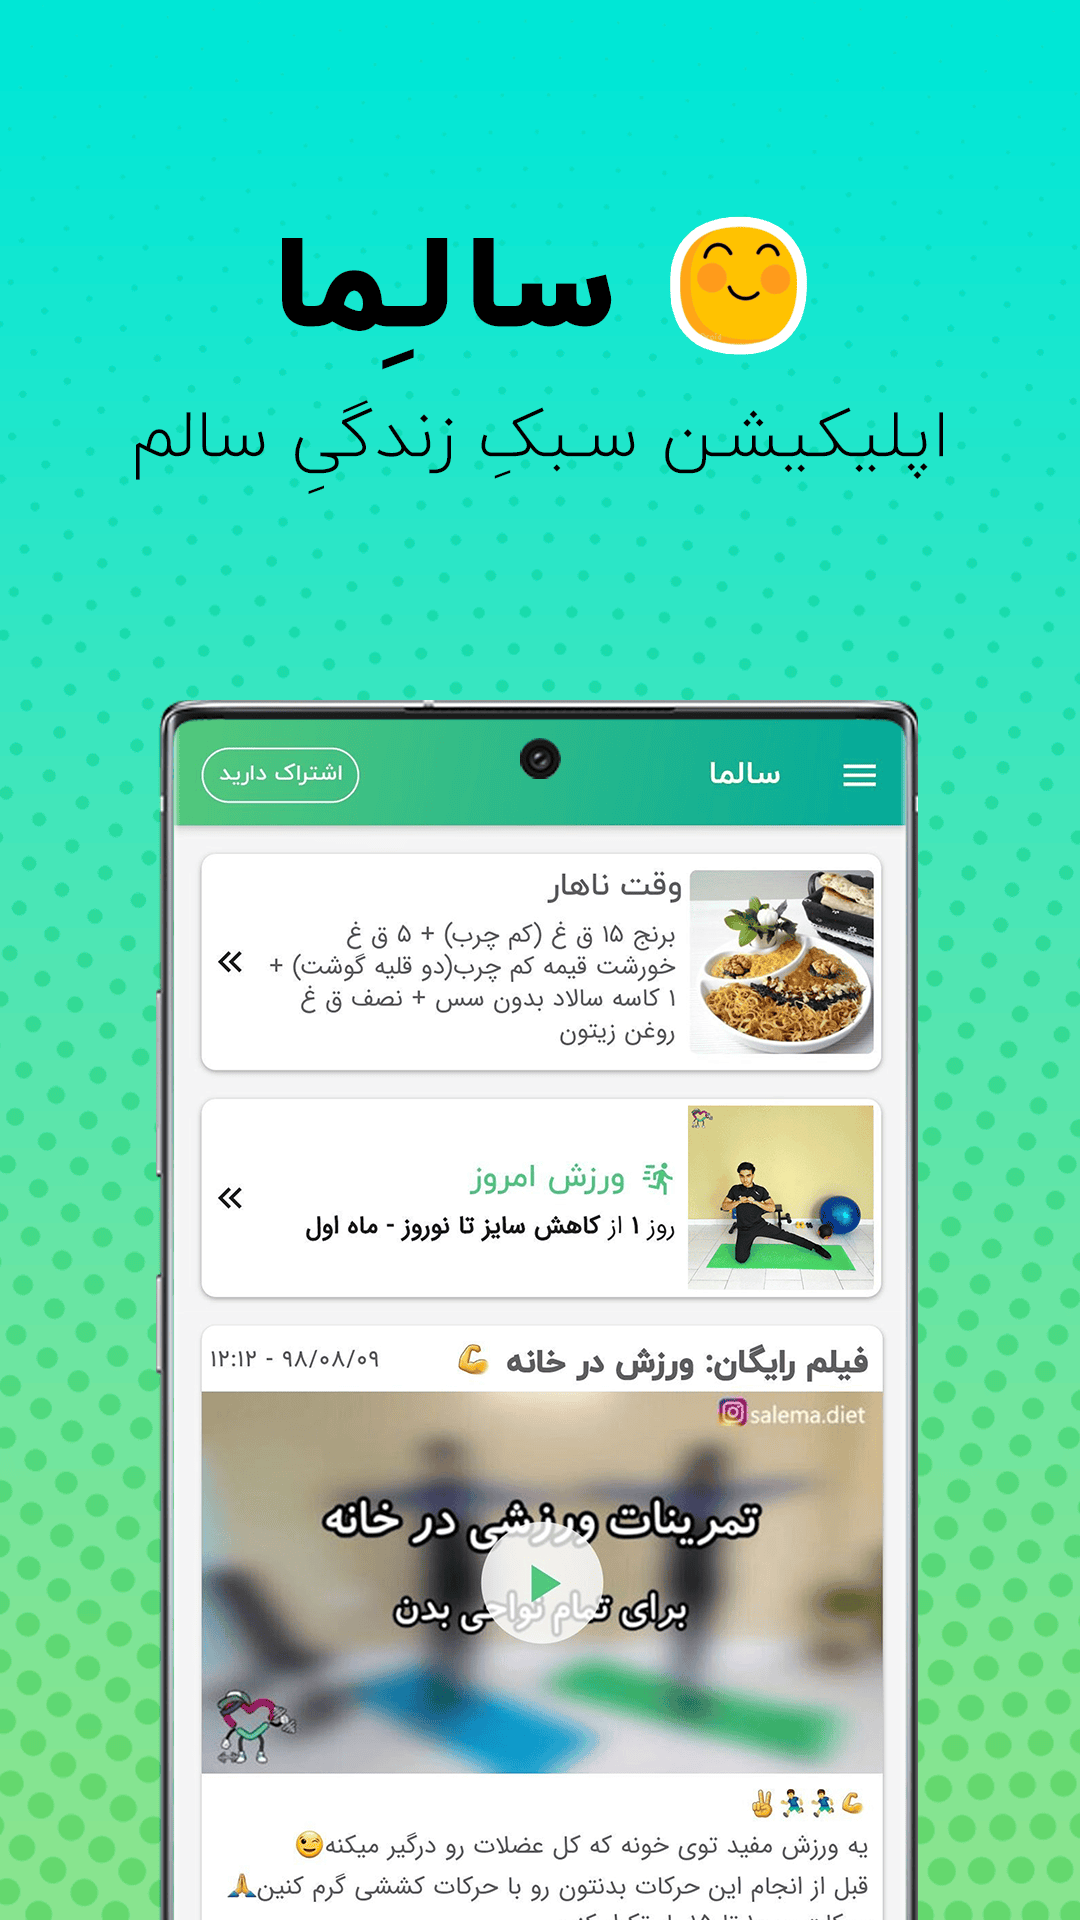 سالِما
اپلیکیشن سبکِ زندگیِ سالم
سالما
اشتراک دارید
وقت ناهار
برنج ۱۵ ق غ (کم چرب) + ۵ ق غ
خورشت قیمه کم چرب(دو قلیه گوشت) +
۱ کاسه سالاد بدون سس + نصف ق غ
روغن زیتون
ورزش امروز
روز ۱ از کاهش سایز تا نوروز - ماه اول
فیلم رایگان: ورزش در خانه 💪
۹۸/۰۸/۰۹ - ۱۲:۱۲
salema.diet
تمرینات ورزشی در خانه
برای تمام نواحی بدن
یه ورزش مفید توی خونه که کل عضلات رو درگیر میکنه😉
قبل از انجام این حرکات بدنتون رو با حرکات کششی گرم کنین🙏